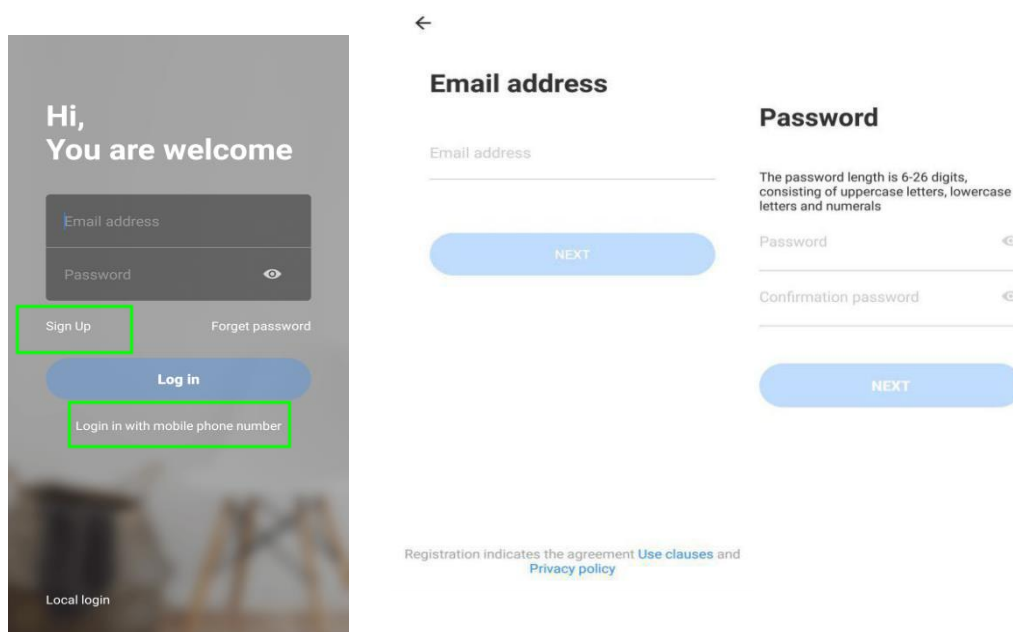 Hi,
You are welcome
Email address
Password
Sign Up
Forget password
Log in
Login in with mobile phone number
Local login
Email address
Email address
NEXT
Registration indicates the agreement Use clauses and
Privacy policy
Password
The password length is 6-26 digits,
consisting of uppercase letters, lowercase
letters and numerals
Password
Confirmation password
NEXT